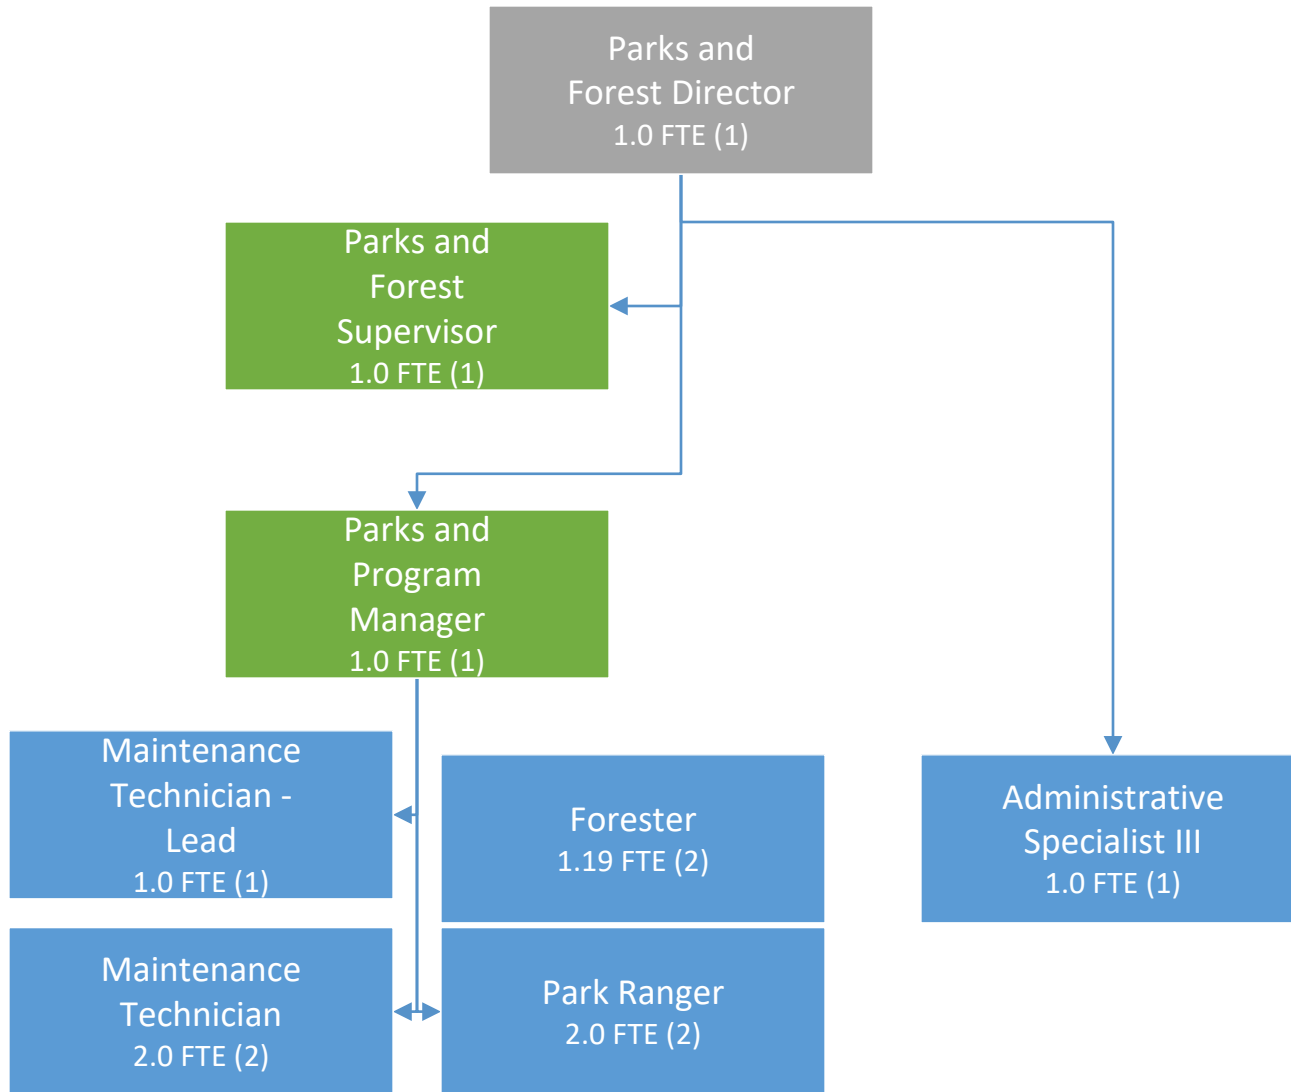 Parks and
Forest Director
1.0 FTE (1)
Parks and
Forest
Supervisor
1.0 FTE (1)
Parks and
Program
Manager
1.0 FTE (1)
Maintenance
Technician -
Lead
1.0 FTE (1)
Forester
1.19 FTE (2)
Administrative
Specialist III
1.0 FTE (1)
Maintenance
Technician
2.0 FTE (2)
Park Ranger
2.0 FTE (2)